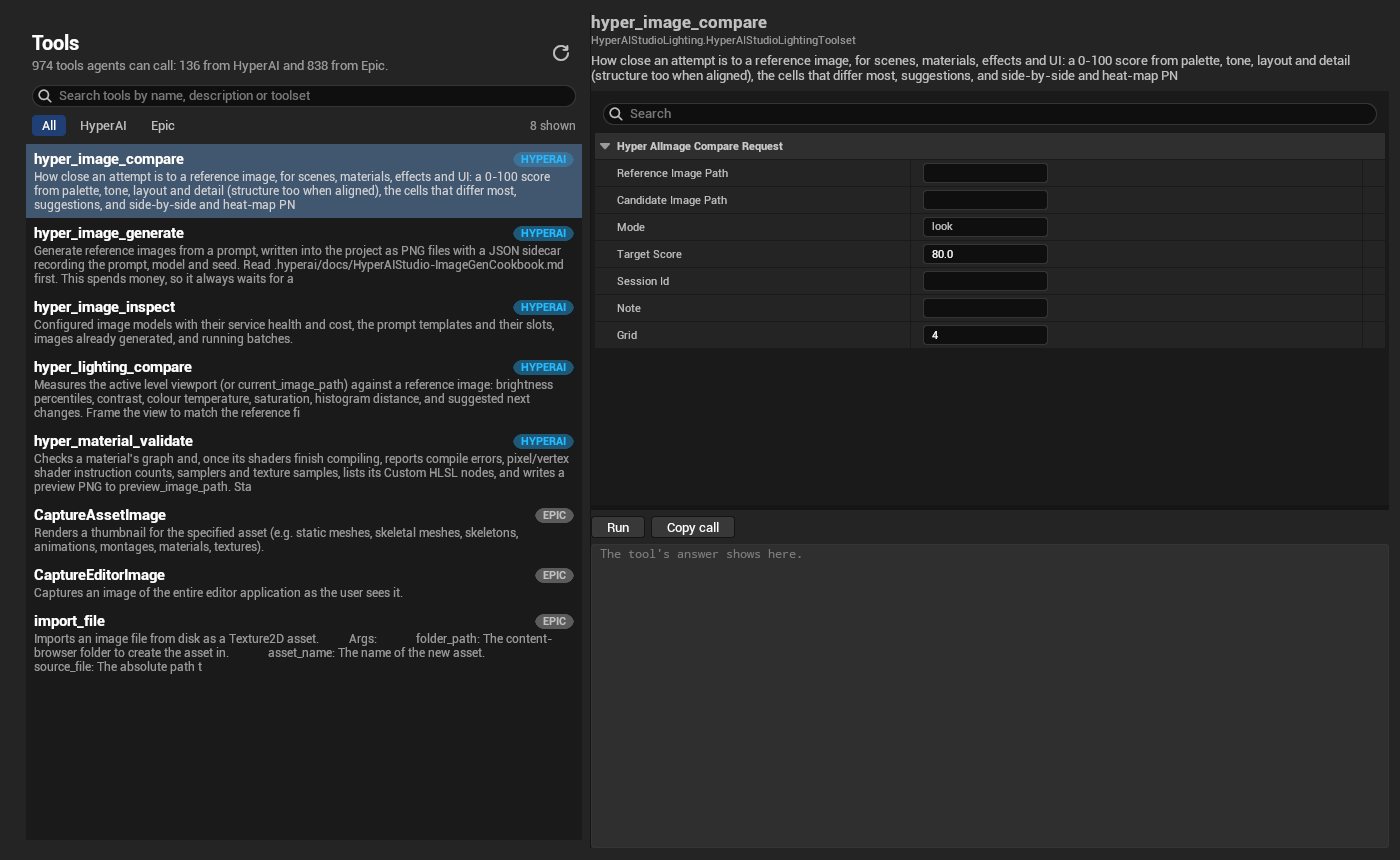 Tools
974 tools agents can call: 136 from HyperAI and 838 from Epic.
Search tools by name, description or toolset
All
HyperAI
Epic
8 shown
hyper_image_compare
HYPERAI
How close an attempt is to a reference image, for scenes, materials, effects and UI: a 0-100 score
from palette, tone, layout and detail (structure too when aligned), the cells that differ most,
suggestions, and side-by-side and heat-map PN
hyper_image_generate
HYPERAI
Generate reference images from a prompt, written into the project as PNG files with a JSON sidecar
recording the prompt, model and seed. Read .hyperai/docs/HyperAIStudio-ImageGenCookbook.md
first. This spends money, so it always waits for a
hyper_image_inspect
HYPERAI
Configured image models with their service health and cost, the prompt templates and their slots,
images already generated, and running batches.
hyper_lighting_compare
HYPERAI
Measures the active level viewport (or current_image_path) against a reference image: brightness
percentiles, contrast, colour temperature, saturation, histogram distance, and suggested next
changes. Frame the view to match the reference fi
hyper_material_validate
HYPERAI
Checks a material's graph and, once its shaders finish compiling, reports compile errors, pixel/vertex
shader instruction counts, samplers and texture samples, lists its Custom HLSL nodes, and writes a
preview PNG to preview_image_path. Sta
CaptureAssetImage
EPIC
Renders a thumbnail for the specified asset (e.g. static meshes, skeletal meshes, skeletons,
animations, montages, materials, textures).
CaptureEditorImage
EPIC
Captures an image of the entire editor application as the user sees it.
import_file
EPIC
Imports an image file from disk as a Texture2D asset. Args: folder_path: The content-
browser folder to create the asset in. asset_name: The name of the new asset.
source_file: The absolute path t
hyper_image_compare
HyperAIStudioLighting.HyperAIStudioLightingToolset
How close an attempt is to a reference image, for scenes, materials, effects and UI: a 0-100 score from palette, tone, layout and detail
(structure too when aligned), the cells that differ most, suggestions, and side-by-side and heat-map PN
Search
Hyper AIImage Compare Request
Reference Image Path
Candidate Image Path
Mode
look
Target Score
80.0
Session Id
Note
Grid
4
Run
Copy call
The tool's answer shows here.